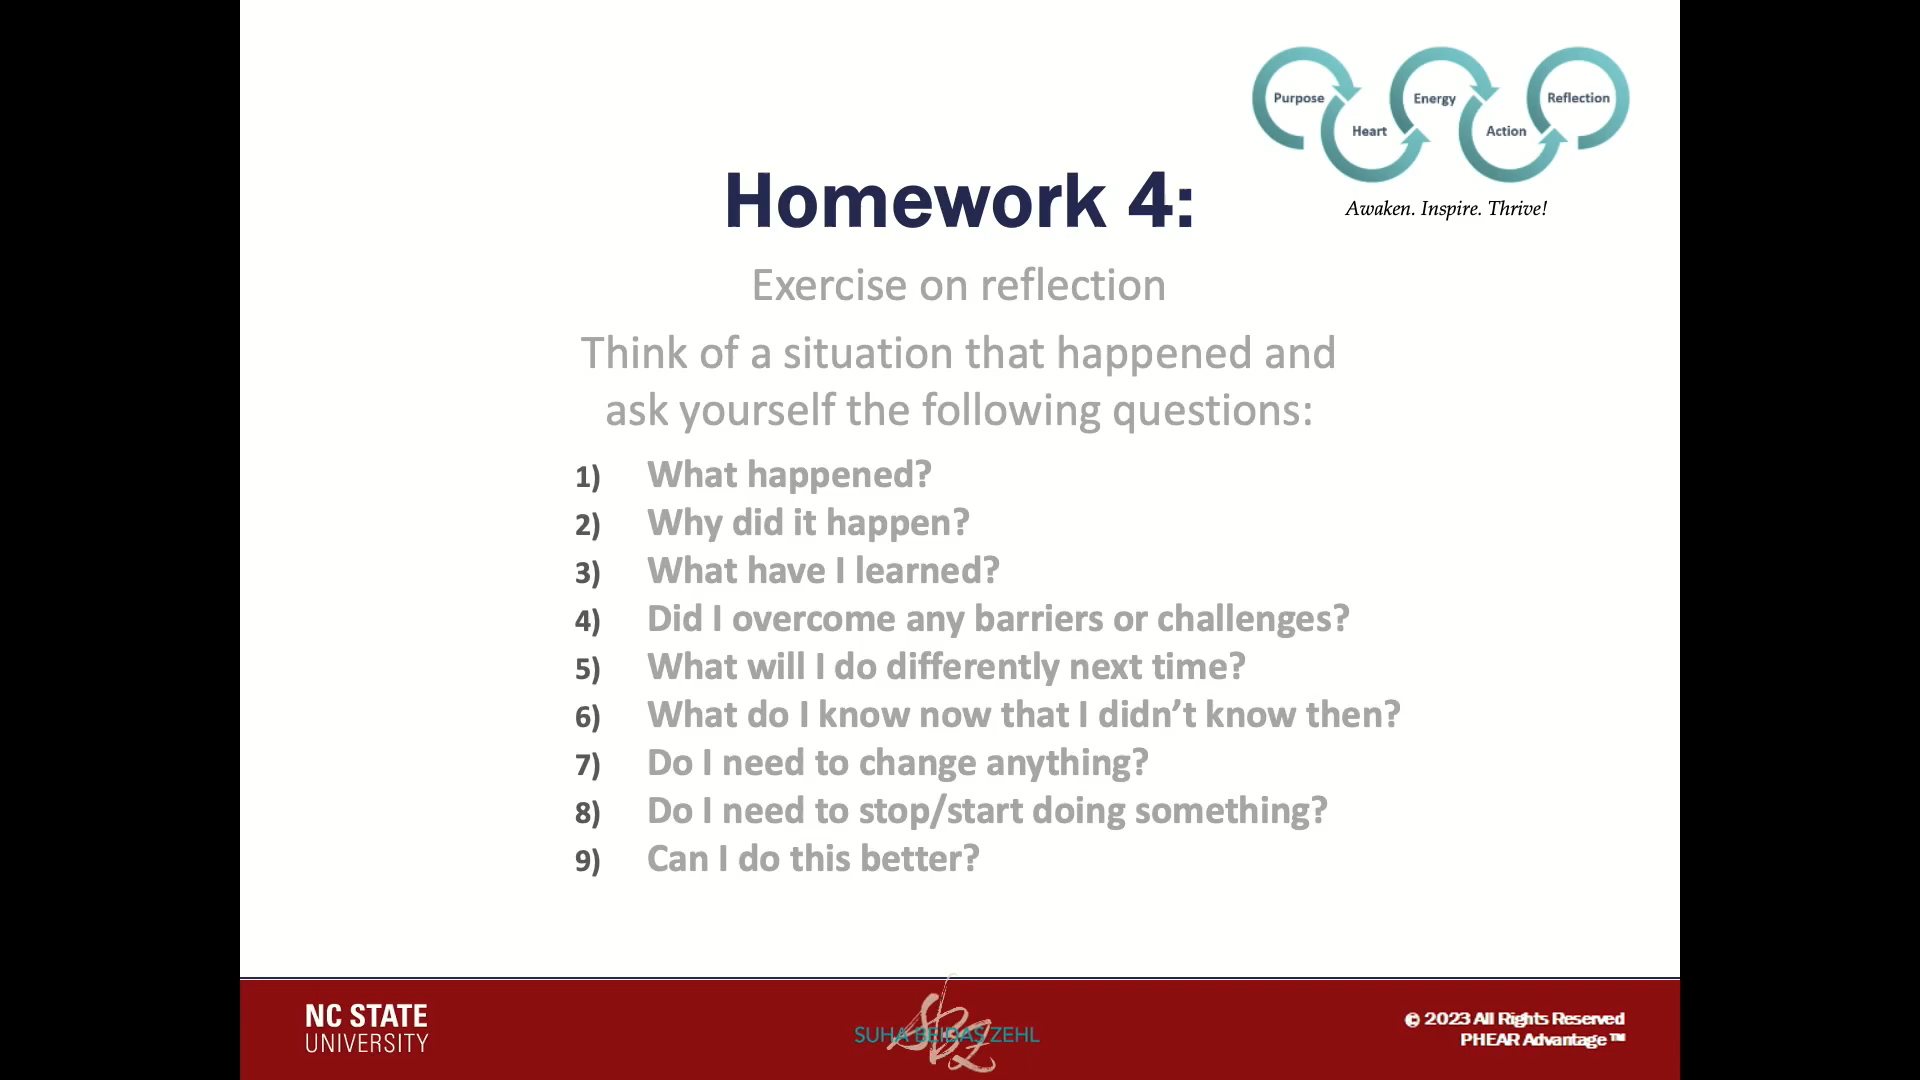 Purpose
Heart
Energy
Action
Reflection
Awaken. Inspire. Thrive!
Homework 4:
Exercise on reflection
Think of a situation that happened and
ask yourself the following questions:
1) What happened?
2) Why did it happen?
3) What have I learned?
4) Did I overcome any barriers or challenges?
5) What will I do differently next time?
6) What do I know now that I didn’t know then?
7) Do I need to change anything?
8) Do I need to stop/start doing something?
9) Can I do this better?
NC STATE
UNIVERSITY
SBZ
SUHA BEIDAS ZEHL
© 2023 All Rights Reserved
PHEAR Advantage™